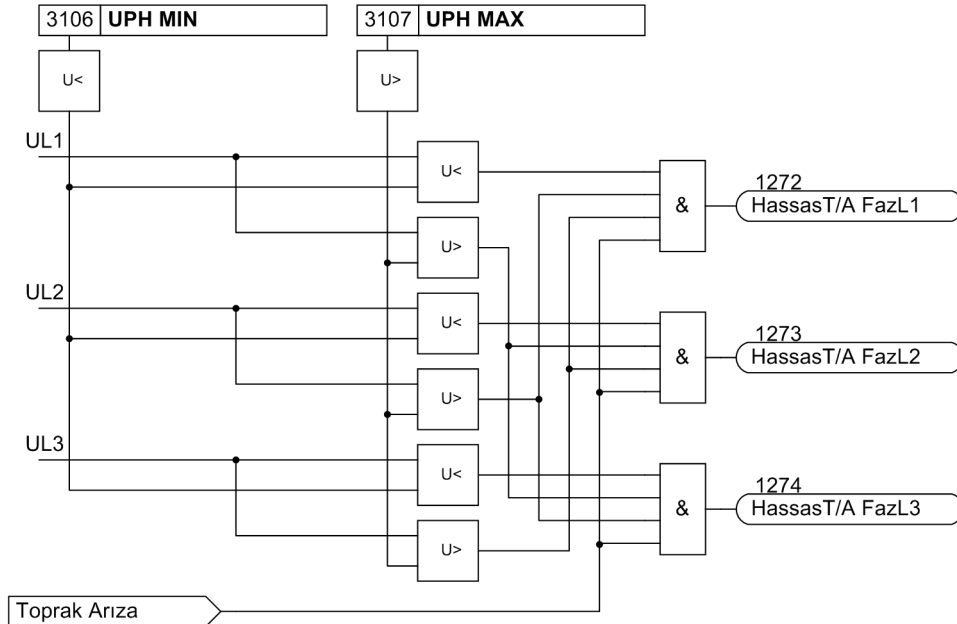 3106 UPH MIN
3107 UPH MAX
U<
U>
UL1
U<
1272
&
HassasT/A FazL1
U>
UL2
U<
1273
&
HassasT/A FazL2
U>
UL3
U<
1274
&
HassasT/A FazL3
U>
Toprak Arıza